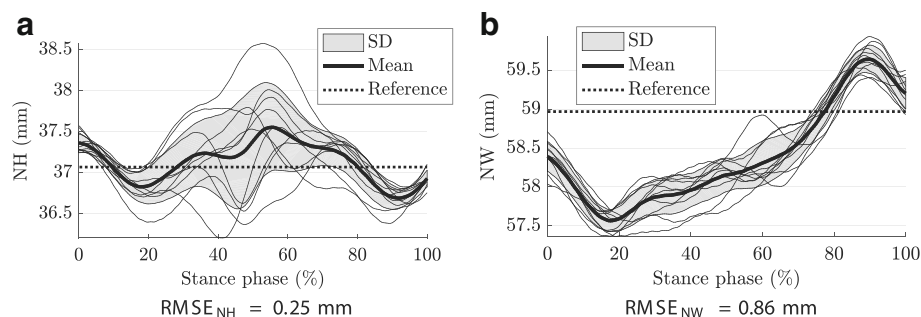 a
38.5
38
37.5
37
36.5
NH (mm)
0 20 40 60 80 100
Stance phase (%)
SD
Mean
Reference
RMSE_NH = 0.25 mm
b
59.5
59
58.5
58
57.5
NW (mm)
0 20 40 60 80 100
Stance phase (%)
SD
Mean
Reference
RMSE_NW = 0.86 mm